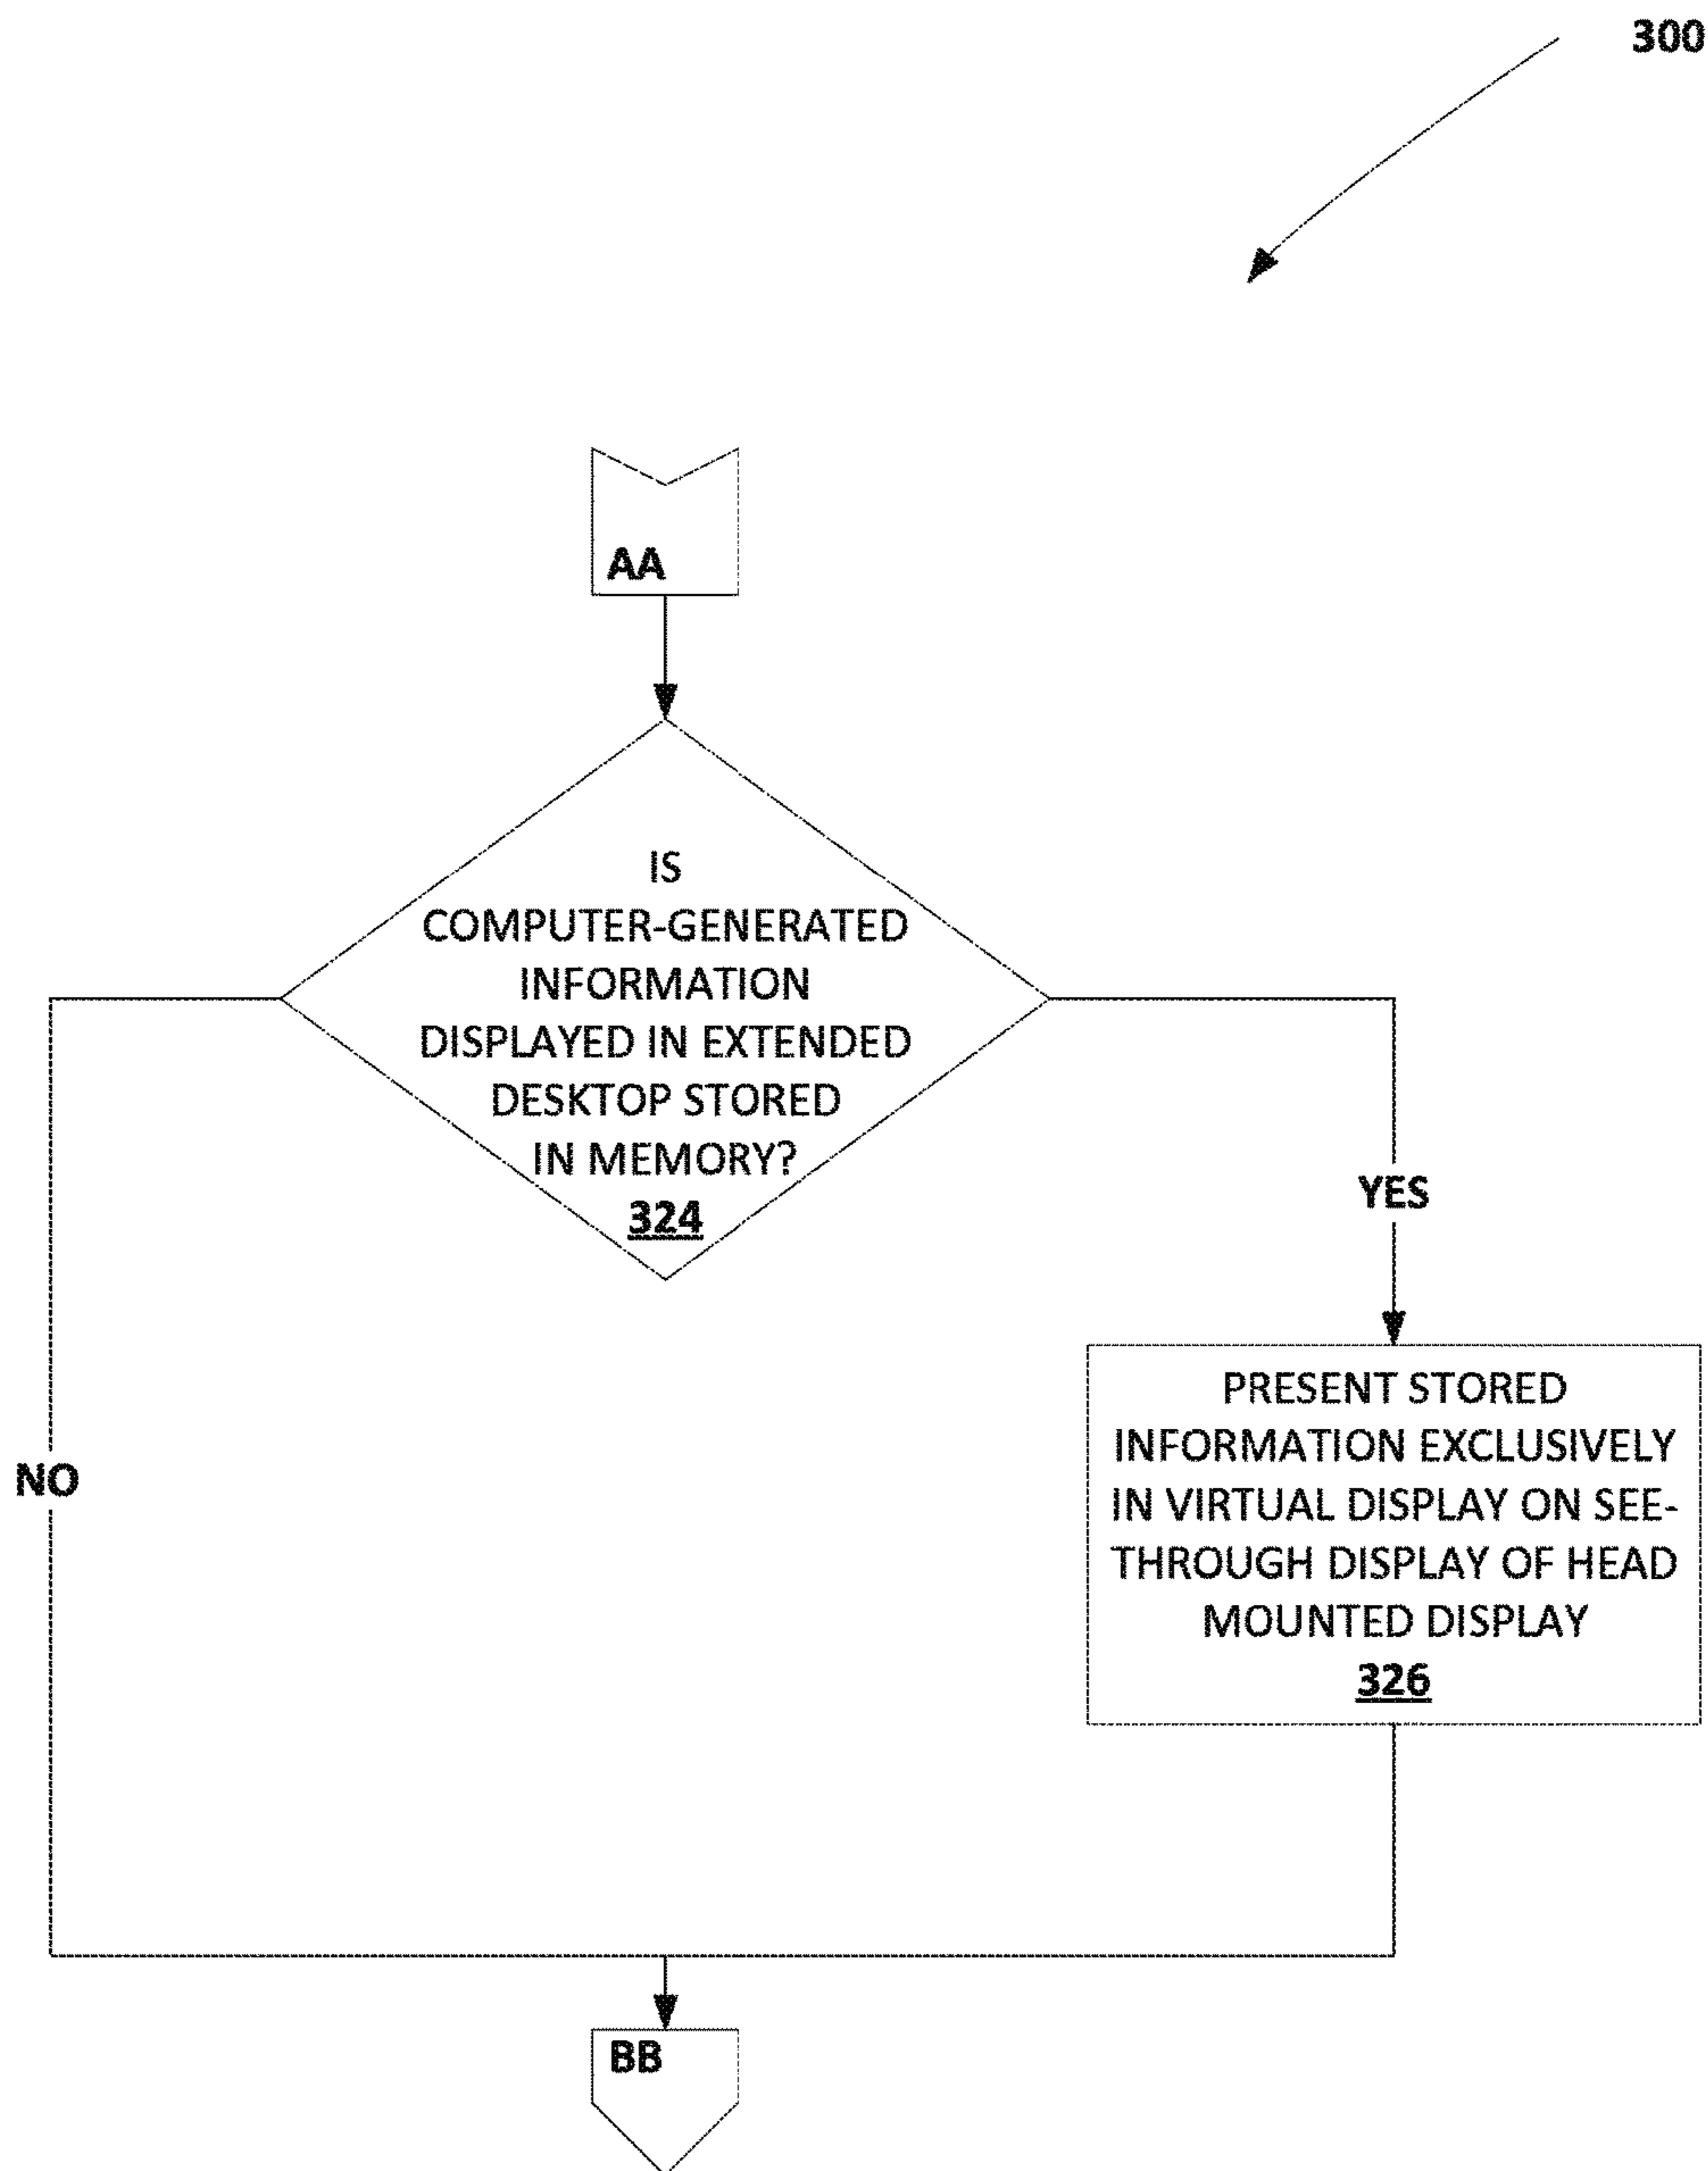 300
AA
IS
COMPUTER-GENERATED
INFORMATION
DISPLAYED IN EXTENDED
DESKTOP STORED
IN MEMORY?
324
YES
NO
PRESENT STORED
INFORMATION EXCLUSIVELY
IN VIRTUAL DISPLAY ON SEE-
THROUGH DISPLAY OF HEAD
MOUNTED DISPLAY
326
BB